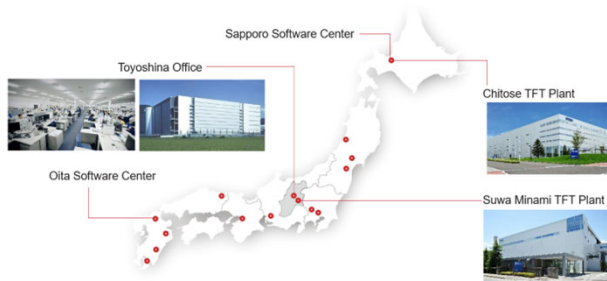 Sapporo Software Center
Toyoshina Office
Chitose TFT Plant
Oita Software Center
Suwa Minami TFT Plant